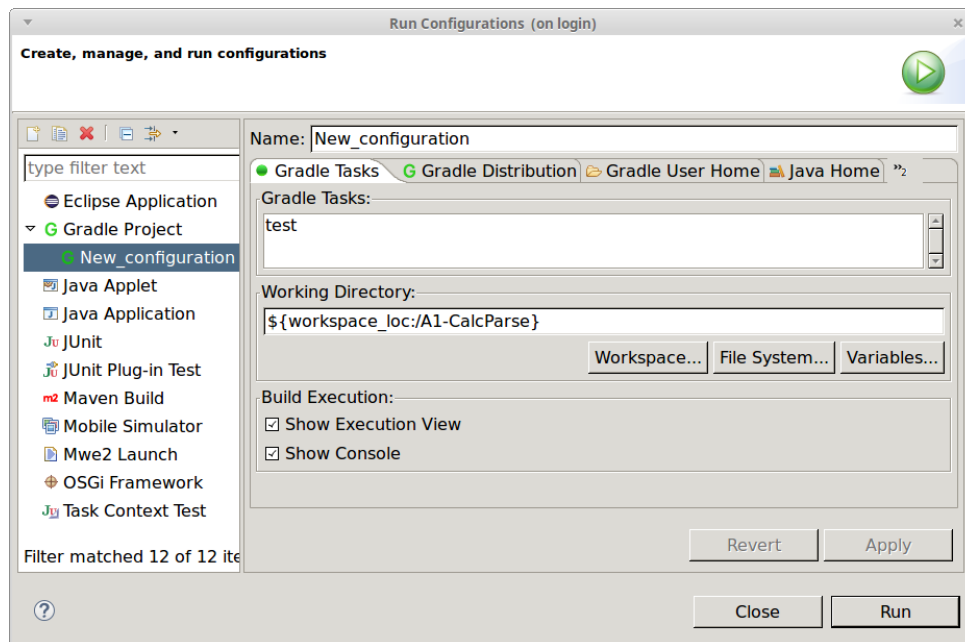 Run Configurations (on login)
Create, manage, and run configurations
Name: New_configuration
type filter text
Gradle Tasks
G Gradle Distribution
Gradle User Home
Java Home
»2
Eclipse Application
G Gradle Project
G New_configuration
Java Applet
Java Application
Ju JUnit
Jü JUnit Plug-in Test
m2 Maven Build
Mobile Simulator
Mwe2 Launch
OSGi Framework
Ju Task Context Test
Filter matched 12 of 12 ite
Gradle Tasks:
test
Working Directory:
${workspace_loc:/A1-CalcParse}
Workspace...
File System...
Variables...
Build Execution:
Show Execution View
Show Console
Revert
Apply
?
Close
Run